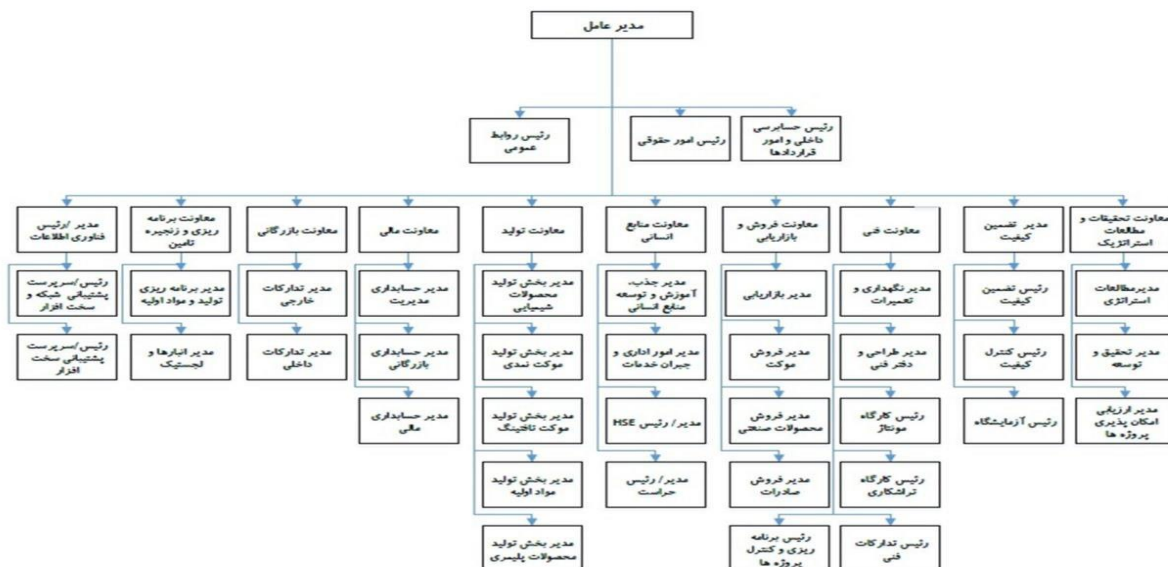 مدیر عامل
رئیس حسابرسی
داخلی و امور
قراردادها
رئیس امور حقوقی
رئیس روابط
عمومی
معاونت تحقیقات و
مطالعات
استراتژیک
مدیر تضمین
کیفیت
معاونت فنی
معاونت فروش و
بازاریابی
معاونت منابع
انسانی
معاونت تولید
معاونت مالی
معاونت بازرگانی
معاونت برنامه
ریزی و زنجیره
تامین
مدیر /رئیس
فناوری اطلاعات
مدیرمطالعات
استراتژی
رئیس تضمین
کیفیت
مدیر نگهداری و
تعمیرات
مدیر بازاریابی
مدیر جذب،
آموزش و توسعه
منابع انسانی
مدیر بخش تولید
محصولات
شیمیایی
مدیر حسابداری
مدیریت
مدیر تدارکات
خارجی
مدیر برنامه ریزی
تولید و مواد اولیه
رئیس/سرپرست
پشتیبانی شبکه و
سخت افزار
مدیر تحقیق و
توسعه
رئیس کنترل
کیفیت
مدیر طراحی و
دفتر فنی
مدیر فروش
موکت
مدیر امور اداری و
جبران خدمات
مدیر بخش تولید
موکت نمدی
مدیر حسابداری
بازرگانی
مدیر تدارکات
داخلی
مدیر انبارها و
لجستیک
رئیس/سرپرست
پشتیبانی سخت
افزار
مدیر ارزیابی
امکان پذیری
پروژه ها
رئیس آزمایشگاه
رئیس کارگاه
مونتاژ
مدیر فروش
محصولات صنعتی
مدیر/ رئیس HSE
مدیر بخش تولید
موکت تافتینگ
مدیر حسابداری
مالی
رئیس کارگاه
تراشکاری
مدیر فروش
صادرات
مدیر/ رئیس
حراست
مدیر بخش تولید
مواد اولیه
رئیس تدارکات
فنی
رئیس برنامه
ریزی و کنترل
پروژه ها
مدیر بخش تولید
محصولات پلیمری